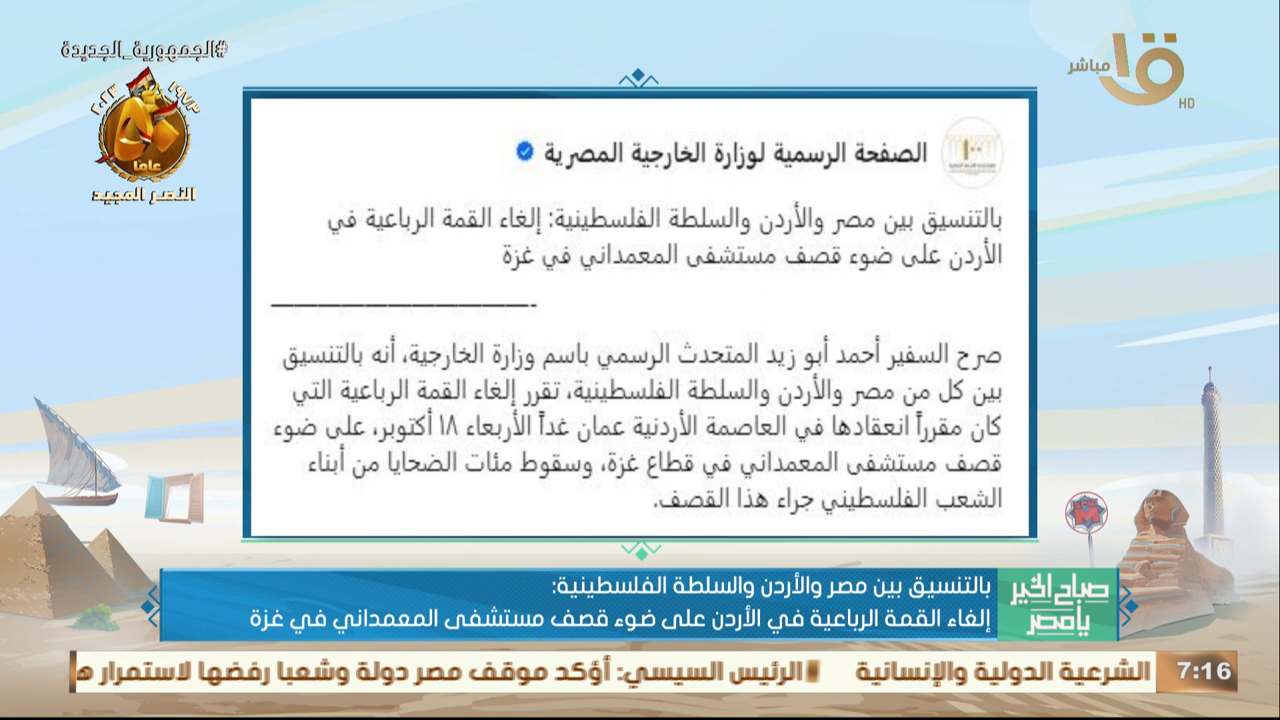 #الجمهورية_الجديدة
١٩٧٣
٢٠٢٣
٥٠
عاما
النصر المجيد
مباشر
HD
١٠٠
الصفحة الرسمية لوزارة الخارجية المصرية
بالتنسيق بين مصر والأردن والسلطة الفلسطينية: إلغاء القمة الرباعية في
الأردن على ضوء قصف مستشفى المعمداني في غزة
صرح السفير أحمد أبو زيد المتحدث الرسمي باسم وزارة الخارجية، أنه بالتنسيق
بين كل من مصر والأردن والسلطة الفلسطينية، تقرر إلغاء القمة الرباعية التي
كان مقرراً انعقادها في العاصمة الأردنية عمان غداً الأربعاء ١٨ أكتوبر، على ضوء
قصف مستشفى المعمداني في قطاع غزة، وسقوط مئات الضحايا من أبناء
الشعب الفلسطيني جراء هذا القصف.
M
صباح الخير
يا مصر
بالتنسيق بين مصر والأردن والسلطة الفلسطينية:
إلغاء القمة الرباعية في الأردن على ضوء قصف مستشفى المعمداني في غزة
7:16
الشرعية الدولية والإنسانية الرئيس السيسي: أؤكد موقف مصر دولة وشعبا رفضها لاستمرار